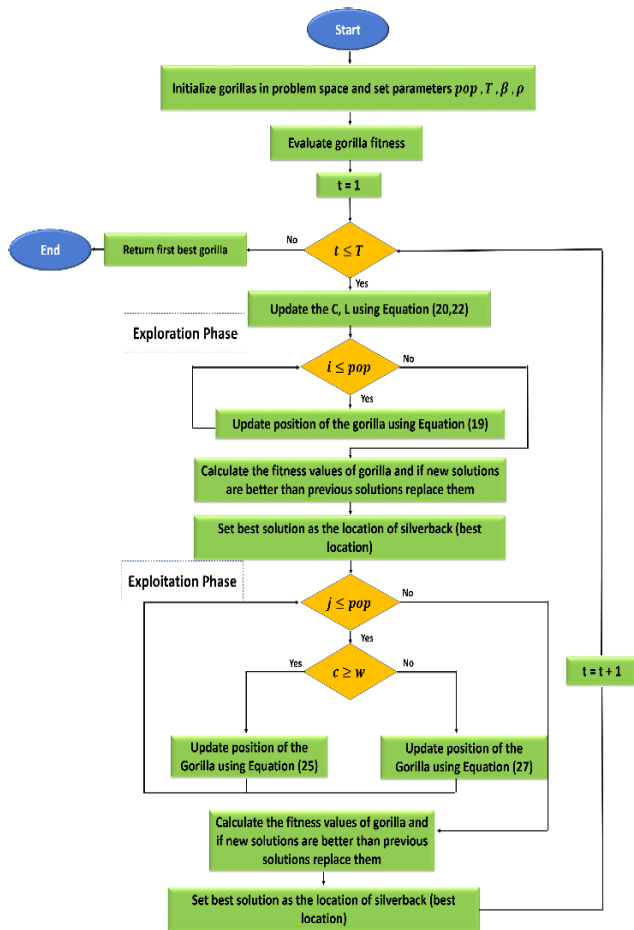 Start
Initialize gorillas in problem space and set parameters pop , T , β , ρ
Evaluate gorilla fitness
t = 1
End
Return first best gorilla
No
t ≤ T
Yes
Update the C, L using Equation (20,22)
Exploration Phase
i ≤ pop
No
Yes
Update position of the gorilla using Equation (19)
Calculate the fitness values of gorilla and if new solutions
are better than previous solutions replace them
Set best solution as the location of silverback (best
location)
Exploitation Phase
j ≤ pop
No
Yes
Yes
c ≥ w
No
t = t + 1
Update position of the
Gorilla using Equation (25)
Update position of the
Gorilla using Equation (27)
Calculate the fitness values of gorilla and
if new solutions are better than previous
solutions replace them
Set best solution as the location of silverback (best
location)